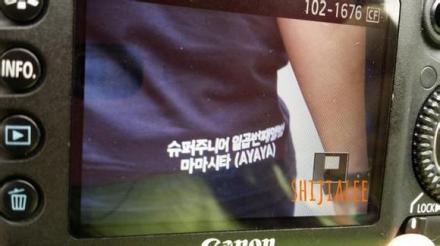 102-1676 CF
INFO.
슈퍼주니어 일곱번째앨범
마마시타 (AYAYA)
SHIJIALEE
LOCK
Canon